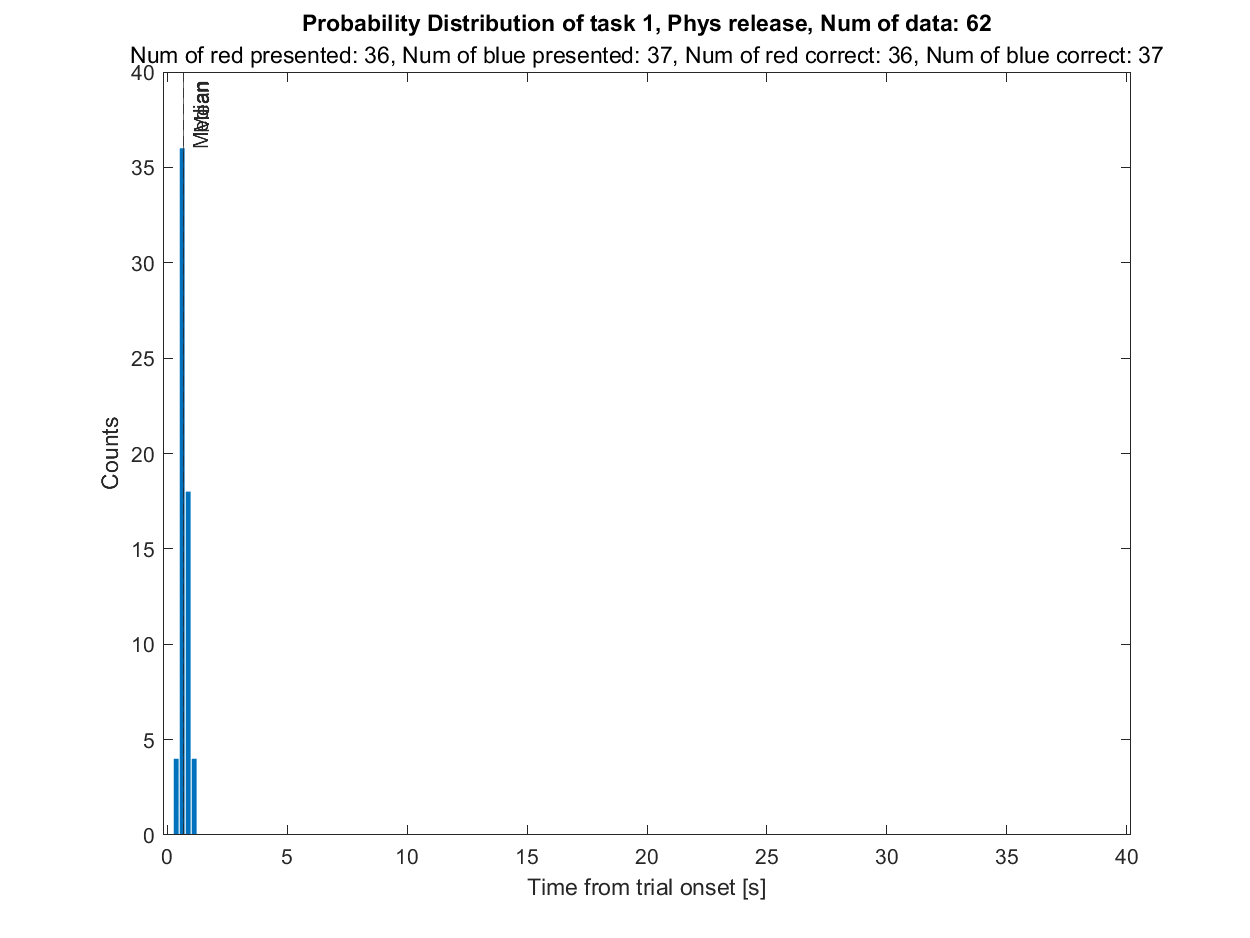 Probability Distribution of task 1, Phys release, Num of data: 62
Num of red presented: 36, Num of blue presented: 37, Num of red correct: 36, Num of blue correct: 37
40
35
30
25
20
15
10
5
0
Median
Mean
Counts
0 5 10 15 20 25 30 35 40
Time from trial onset [s]